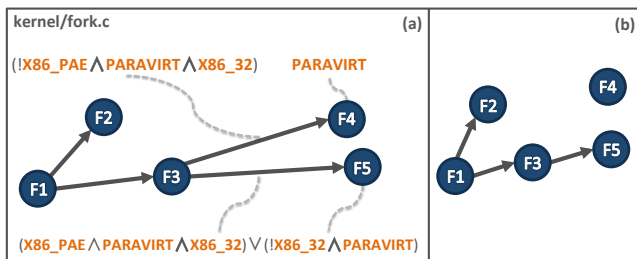 kernel/fork.c (a) (b)
(!X86_PAE ∧ PARAVIRT ∧ X86_32) PARAVIRT
F2 F4
F1 F3 F5
(X86_PAE ∧ PARAVIRT ∧ X86_32) ∨ (!X86_32 ∧ PARAVIRT)
F4
F2
F1 F3 F5